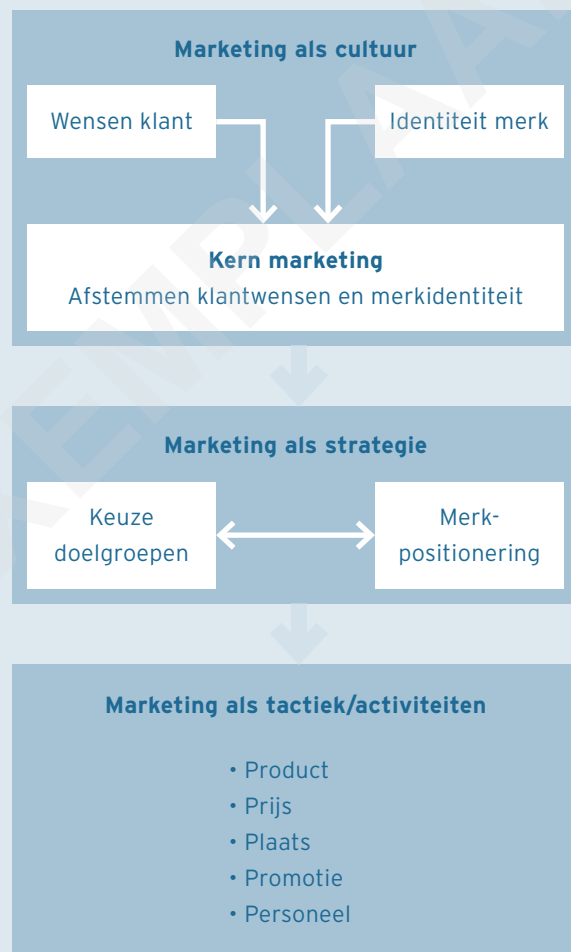 Marketing als cultuur
Wensen klant
Identiteit merk
Kern marketing
Afstemmen klantwensen en merkidentiteit
Marketing als strategie
Keuze
doelgroepen
Merk-
positionering
Marketing als tactiek/activiteiten
• Product
• Prijs
• Plaats
• Promotie
• Personeel